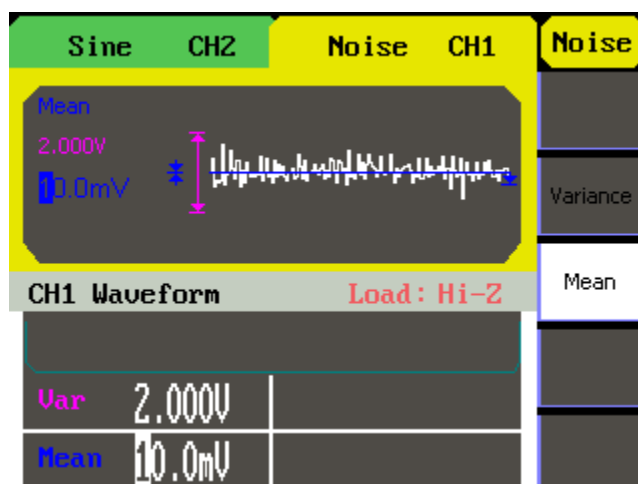 Sine CH2 Noise CH1 Noise
Mean
2.000V
10.0mV
Variance
Mean
CH1 Waveform Load: Hi-Z
Var 2.000V
Mean 10.0mV